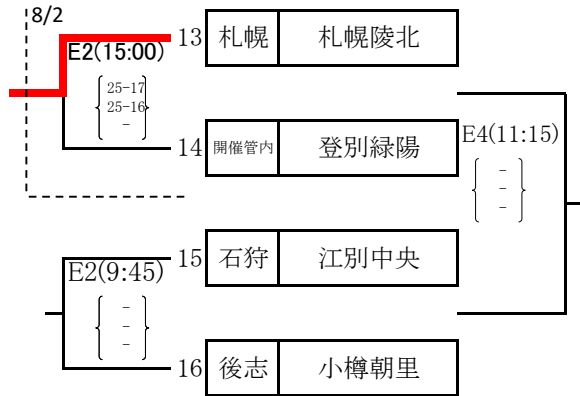 8/2
E2(15:00)
25-17
25-16
-
13 札幌 札幌陵北
14 開催管内 登別緑陽
E4(11:15)
-
-
-
15 石狩 江別中央
E2(9:45)
-
-
-
16 後志 小樽朝里